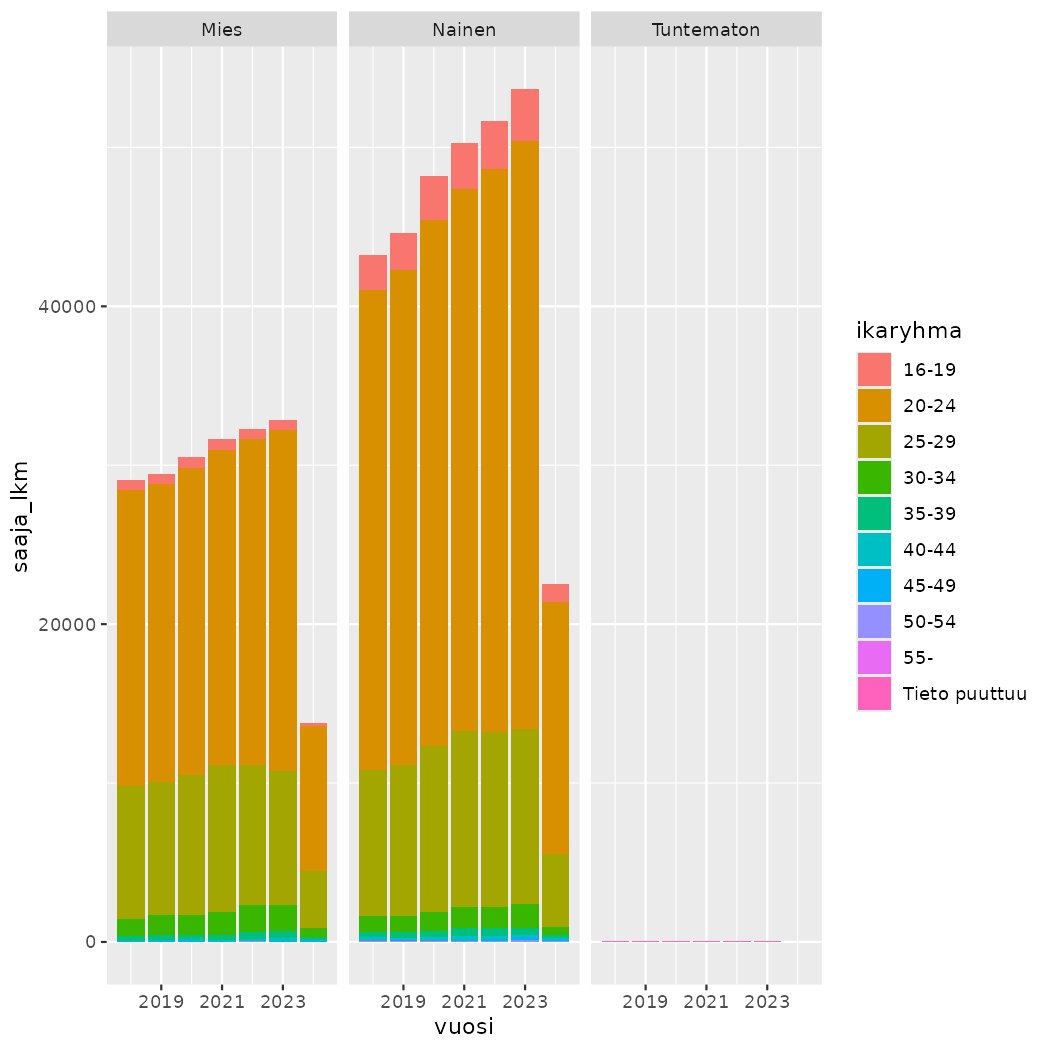 Mies
Nainen
Tuntematon
saaja_lkm
40000
20000
0
2019 2021 2023
2019 2021 2023
2019 2021 2023
vuosi
ikaryhma
16-19
20-24
25-29
30-34
35-39
40-44
45-49
50-54
55-
Tieto puuttuu